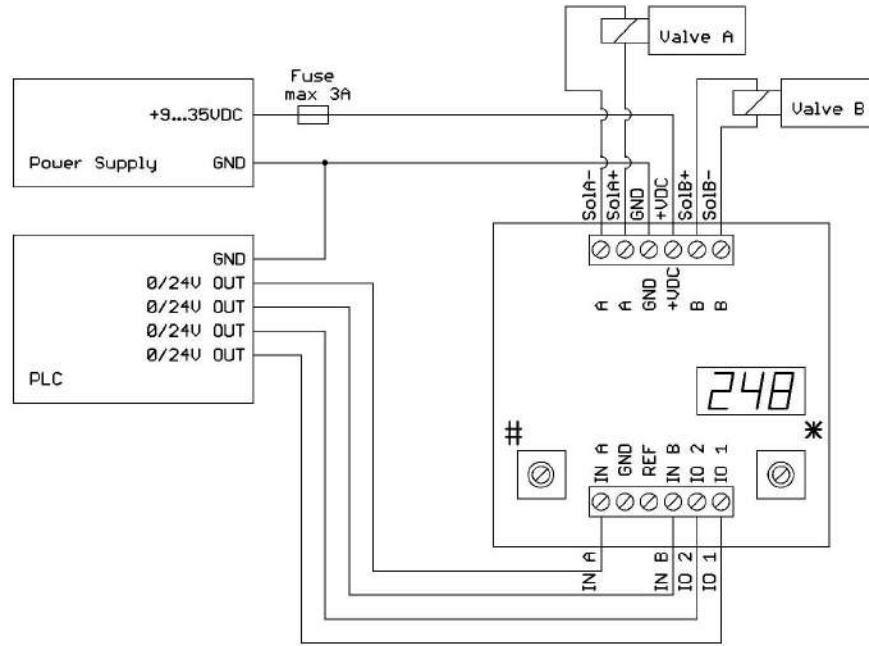 Valve A
Fuse
max 3A
+9...35VDC
Valve B
Power Supply
GND
SolA-
SolA+
GND
+VDC
SolB+
SolB-
GND
0/24V OUT
0/24V OUT
0/24V OUT
0/24V OUT
PLC
A
A
GND
+VDC
B
B
248
#
*
IN A
GND
REF
IN B
IO 2
IO 1
IN A
IN B
IO 2
IO 1